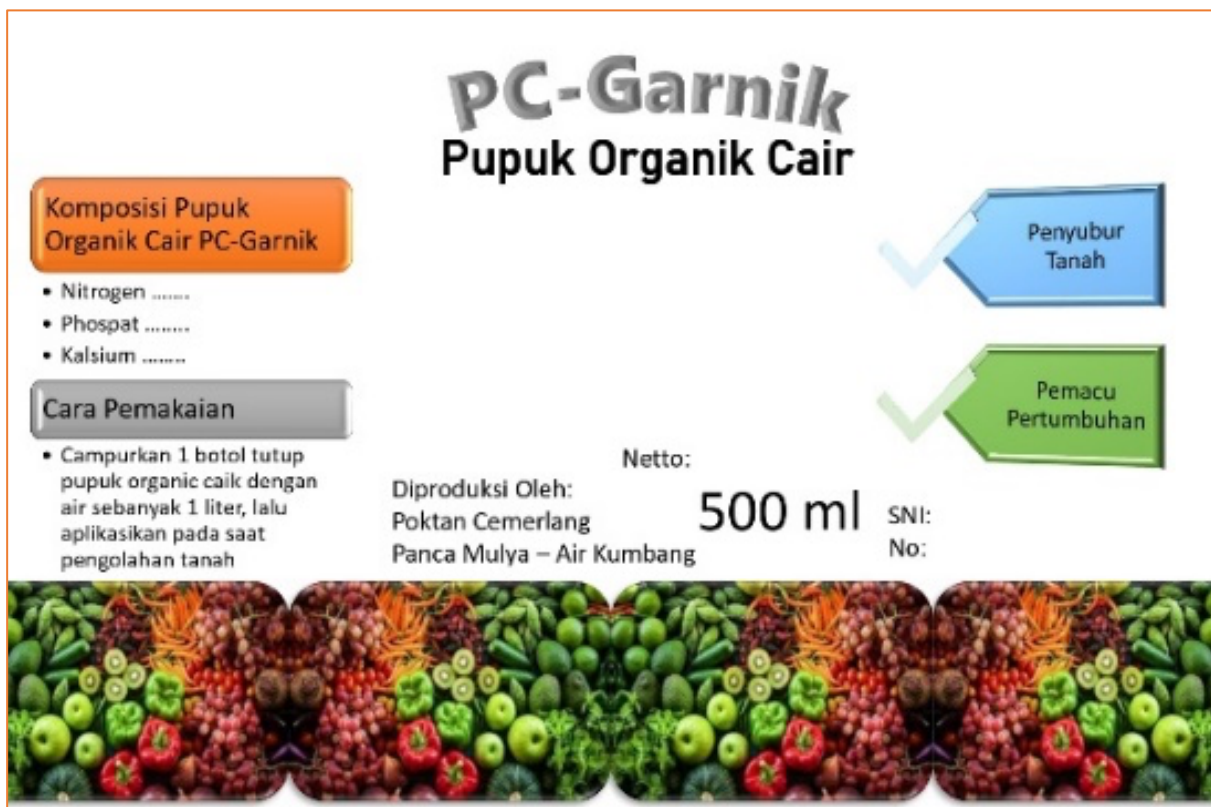 PC-Garnik
Pupuk Organik Cair
Komposisi Pupuk
Organik Cair PC-Garnik
• Nitrogen .......
• Phospat ........
• Kalsium ........
Cara Pemakaian
• Campurkan 1 botol tutup
pupuk organic caik dengan
air sebanyak 1 liter, lalu
aplikasikan pada saat
pengolahan tanah
Diproduksi Oleh:
Poktan Cemerlang
Panca Mulya – Air Kumbang
Netto:
500 ml
SNI:
No:
Penyubur
Tanah
Pemacu
Pertumbuhan